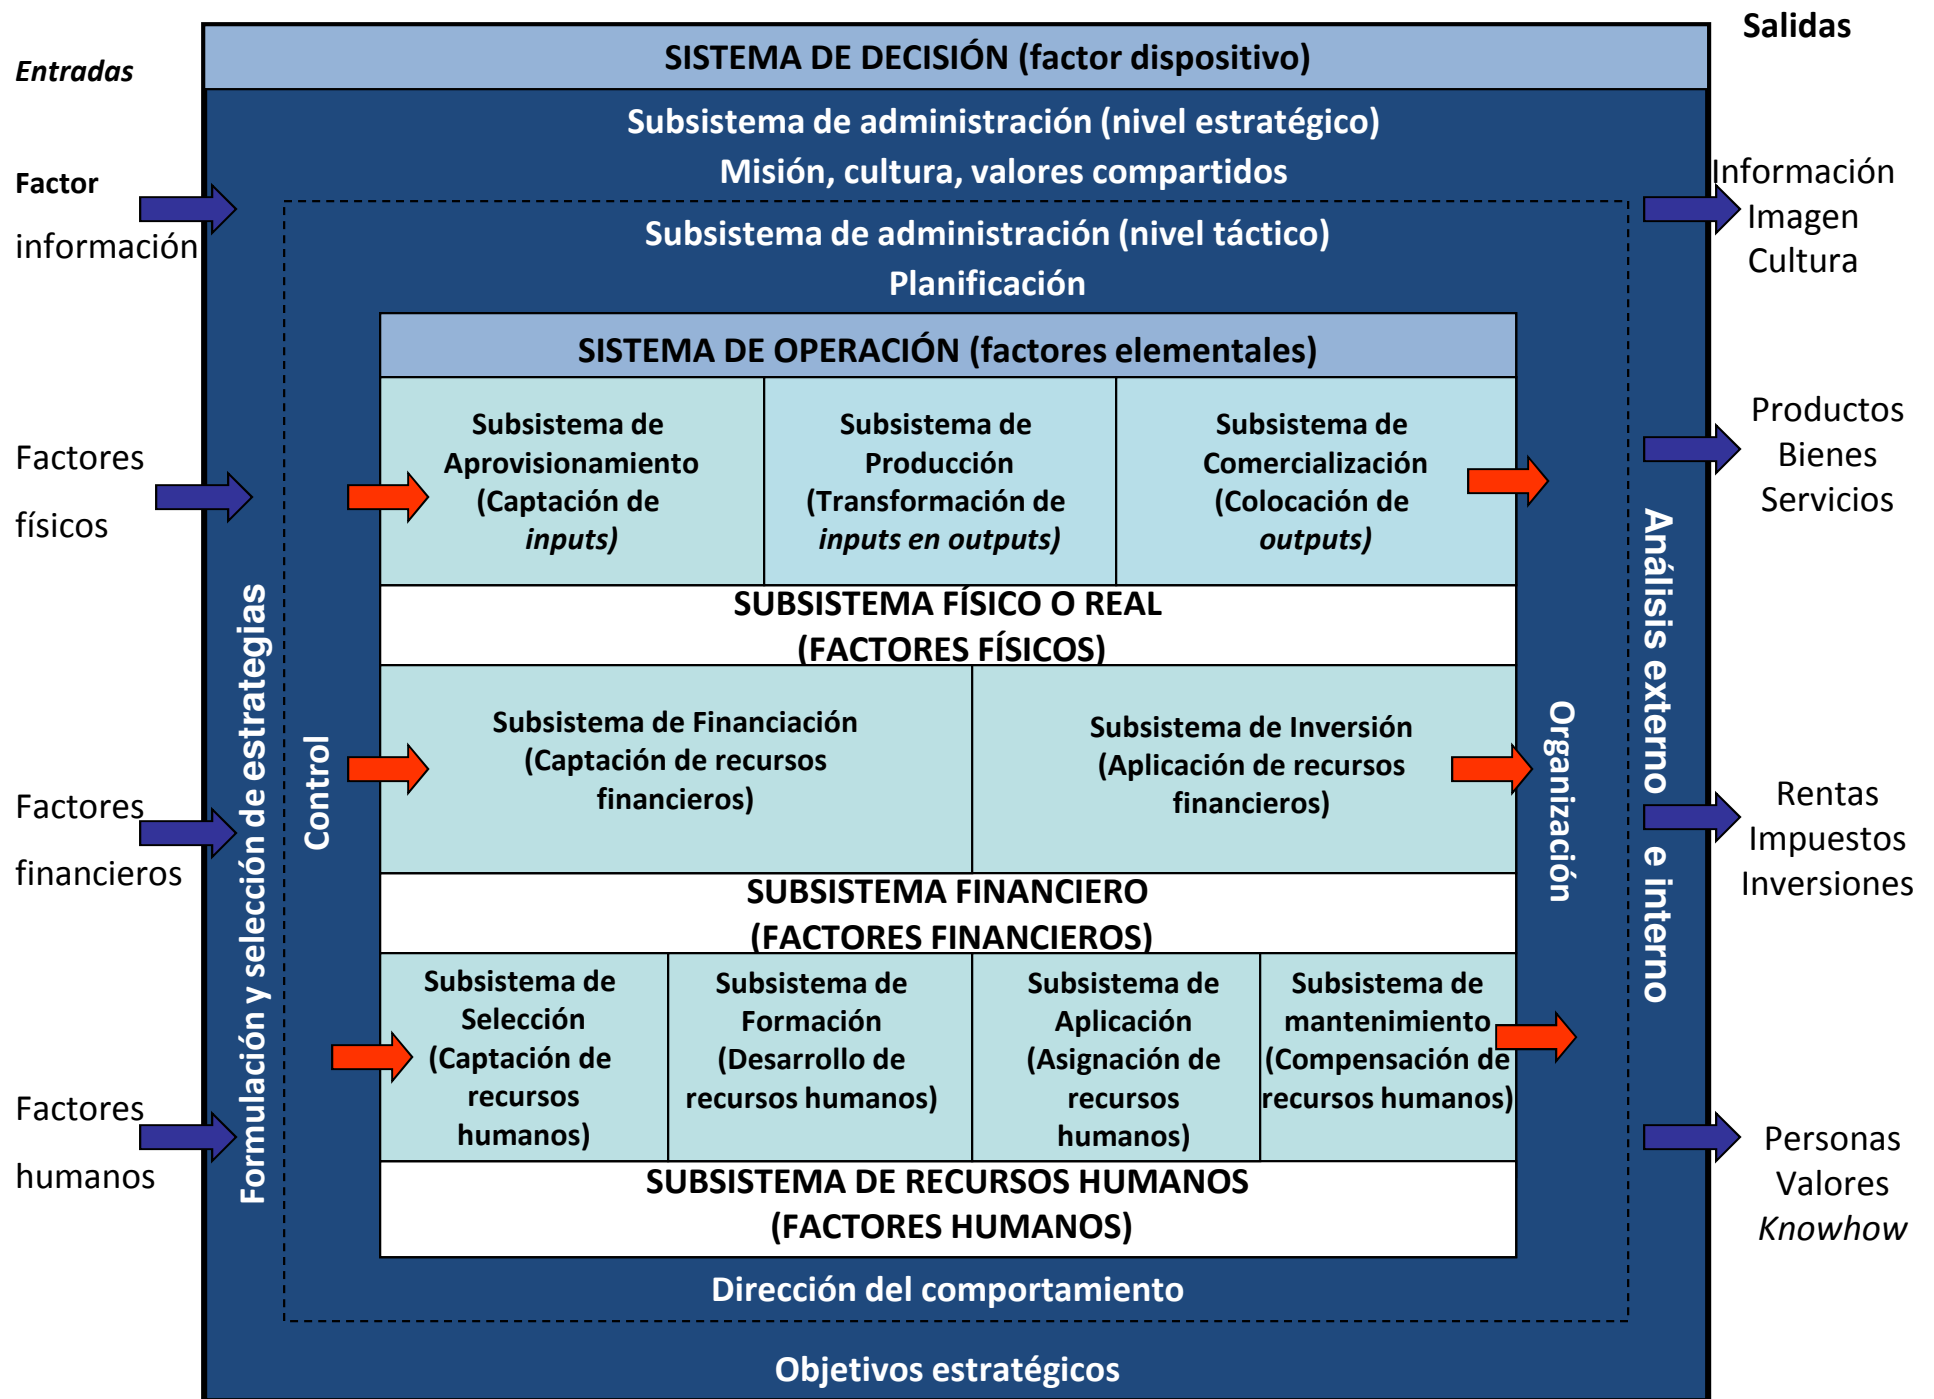 Salidas
Entradas
SISTEMA DE DECISIÓN (factor dispositivo)
Subsistema de administración (nivel estratégico)
Misión, cultura, valores compartidos
Factor
información
Información
Imagen
Cultura
Subsistema de administración (nivel táctico)
Planificación
SISTEMA DE OPERACIÓN (factores elementales)
Factores
físicos
Subsistema de
Aprovisionamiento
(Captación de
inputs)
Subsistema de
Producción
(Transformación de
inputs en outputs)
Subsistema de
Comercialización
(Colocación de
outputs)
Productos
Bienes
Servicios
SUBSISTEMA FÍSICO O REAL
(FACTORES FÍSICOS)
Formulación y selección de estrategias
Control
Organización
Análisis externo e interno
Factores
financieros
Subsistema de Financiación
(Captación de recursos
financieros)
Subsistema de Inversión
(Aplicación de recursos
financieros)
Rentas
Impuestos
Inversiones
SUBSISTEMA FINANCIERO
(FACTORES FINANCIEROS)
Factores
humanos
Subsistema de
Selección
(Captación de
recursos
humanos)
Subsistema de
Formación
(Desarrollo de
recursos humanos)
Subsistema de
Aplicación
(Asignación de
recursos
humanos)
Subsistema de
mantenimiento
(Compensación de
recursos humanos)
Personas
Valores
Knowhow
SUBSISTEMA DE RECURSOS HUMANOS
(FACTORES HUMANOS)
Dirección del comportamiento
Objetivos estratégicos